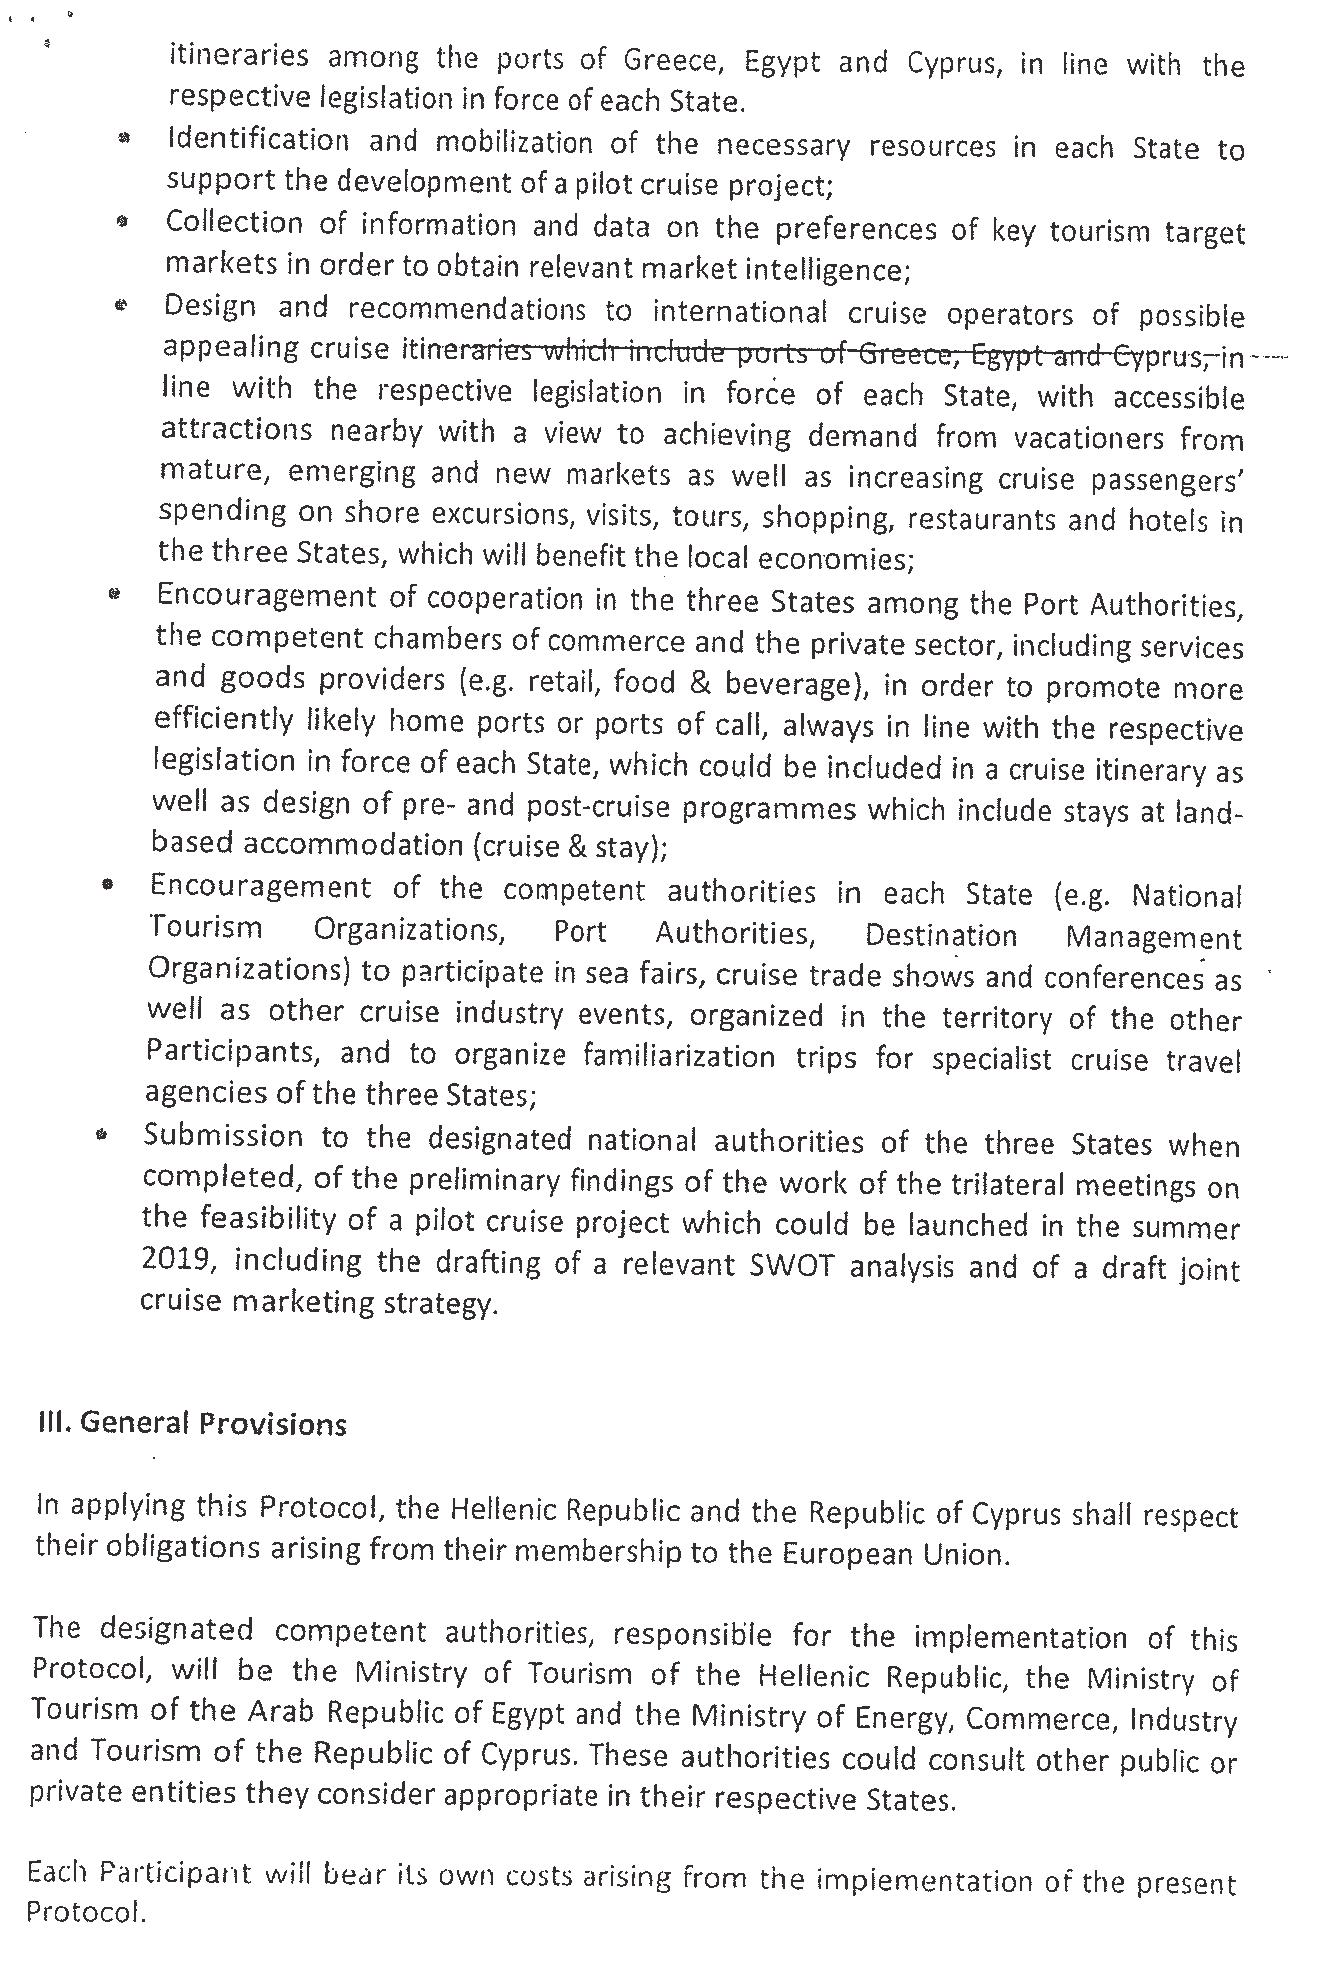 itineraries among the ports of Greece, Egypt and Cyprus, in line with the
respective legislation in force of each State.
• Identification and mobilization of the necessary resources in each State to
support the development of a pilot cruise project;
• Collection of information and data on the preferences of key tourism target
markets in order to obtain relevant market intelligence;
• Design and recommendations to international cruise operators of possible
appealing cruise itineraries which include ports of Greece, Egypt and Cyprus, in
line with the respective legislation in force of each State, with accessible
attractions nearby with a view to achieving demand from vacationers from
mature, emerging and new markets as well as increasing cruise passengers'
spending on shore excursions, visits, tours, shopping, restaurants and hotels in
the three States, which will benefit the local economies;
• Encouragement of cooperation in the three States among the Port Authorities,
the competent chambers of commerce and the private sector, including services
and goods providers (e.g. retail, food & beverage), in order to promote more
efficiently likely home ports or ports of call, always in line with the respective
legislation in force of each State, which could be included in a cruise itinerary as
well as design of pre- and post-cruise programmes which include stays at land-
based accommodation (cruise & stay);
• Encouragement of the competent authorities in each State (e.g. National
Tourism Organizations, Port Authorities, Destination Management
Organizations) to participate in sea fairs, cruise trade shows and conferences as
well as other cruise industry events, organized in the territory of the other
Participants, and to organize familiarization trips for specialist cruise travel
agencies of the three States;
• Submission to the designated national authorities of the three States when
completed, of the preliminary findings of the work of the trilateral meetings on
the feasibility of a pilot cruise project which could be launched in the summer
2019, including the drafting of a relevant SWOT analysis and of a draft joint
cruise marketing strategy.
III. General Provisions
In applying this Protocol, the Hellenic Republic and the Republic of Cyprus shall respect
their obligations arising from their membership to the European Union.
The designated competent authorities, responsible for the implementation of this
Protocol, will be the Ministry of Tourism of the Hellenic Republic, the Ministry of
Tourism of the Arab Republic of Egypt and the Ministry of Energy, Commerce, Industry
and Tourism of the Republic of Cyprus. These authorities could consult other public or
private entities they consider appropriate in their respective States.
Each Participant will bear its own costs arising from the implementation of the present
Protocol.